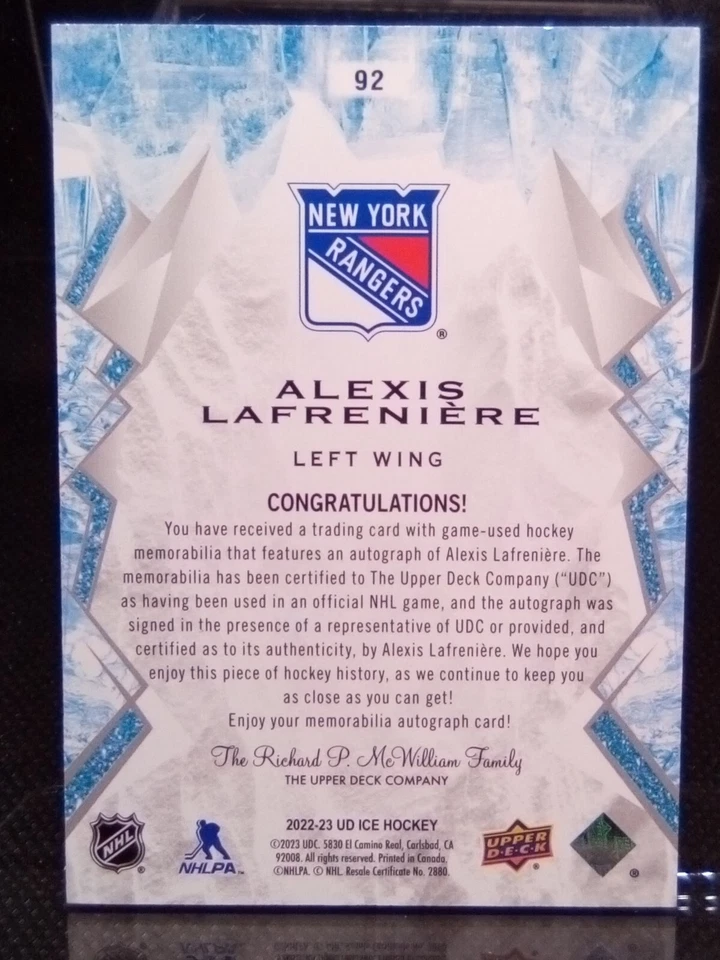 92
NEW YORK
RANGERS
®
ALEXIS
LAFRENIÈRE
LEFT WING
CONGRATULATIONS!
You have received a trading card with game-used hockey
memorabilia that features an autograph of Alexis Lafrenière. The
memorabilia has been certified to The Upper Deck Company (“UDC”)
as having been used in an official NHL game, and the autograph was
signed in the presence of a representative of UDC or provided, and
certified as to its authenticity, by Alexis Lafrenière. We hope you
enjoy this piece of hockey history, as we continue to keep you
as close as you can get!
Enjoy your memorabilia autograph card!
The Richard P. McWilliam Family
THE UPPER DECK COMPANY
2022-23 UD ICE HOCKEY
©2023 UDC. 5830 El Camino Real, Carlsbad, CA
92008. All rights reserved. Printed in Canada.
©NHLPA. © NHL. Resale Certificate No. 2880.
NHL ®
NHLPA™
UPPER
D·E·C·K ®
®